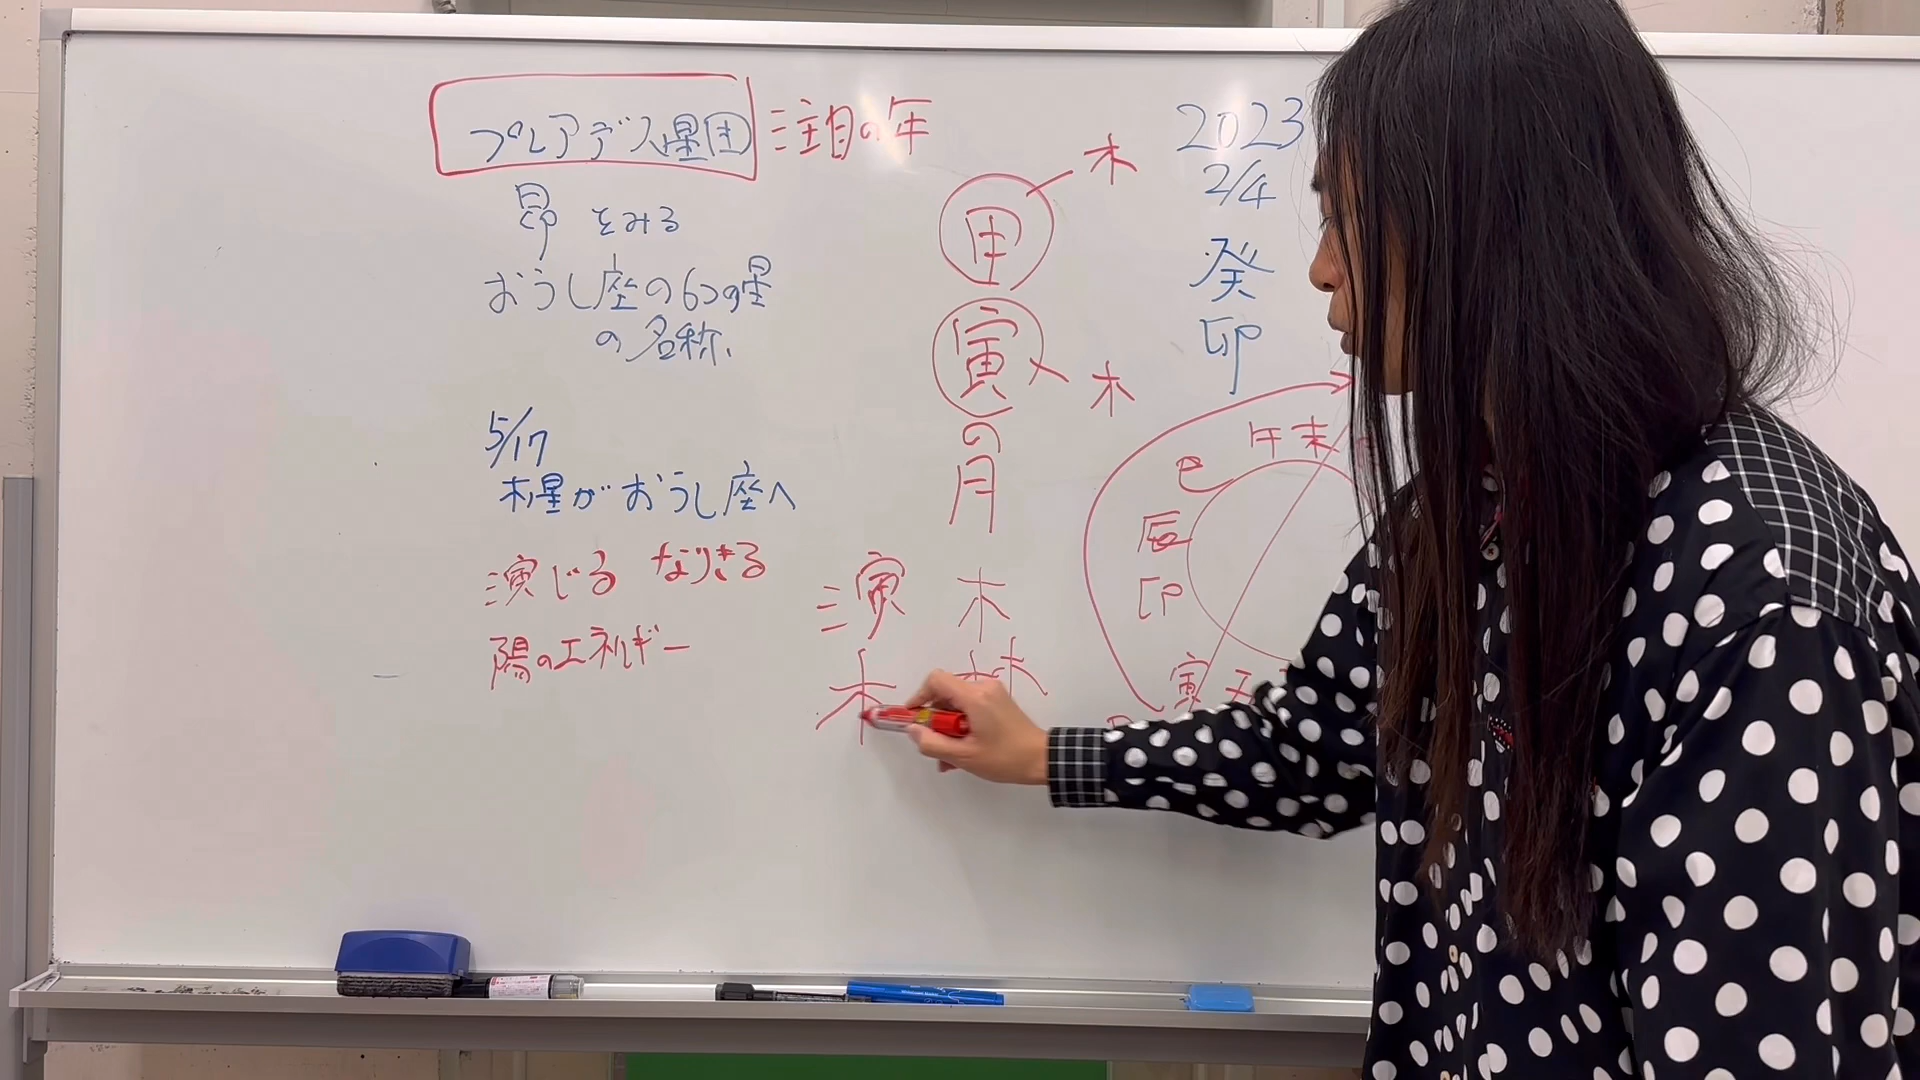 プレアデス星団 注目の年
昴をみる
おうし座の6つの星
の名称
5/17
木星がおうし座へ
演じる なりきる
陽のエネルギー
甲 木
寅 木
の
月
演 木
木 林
2023
2/4
癸
卯
午 未
巳
辰
卯
寅